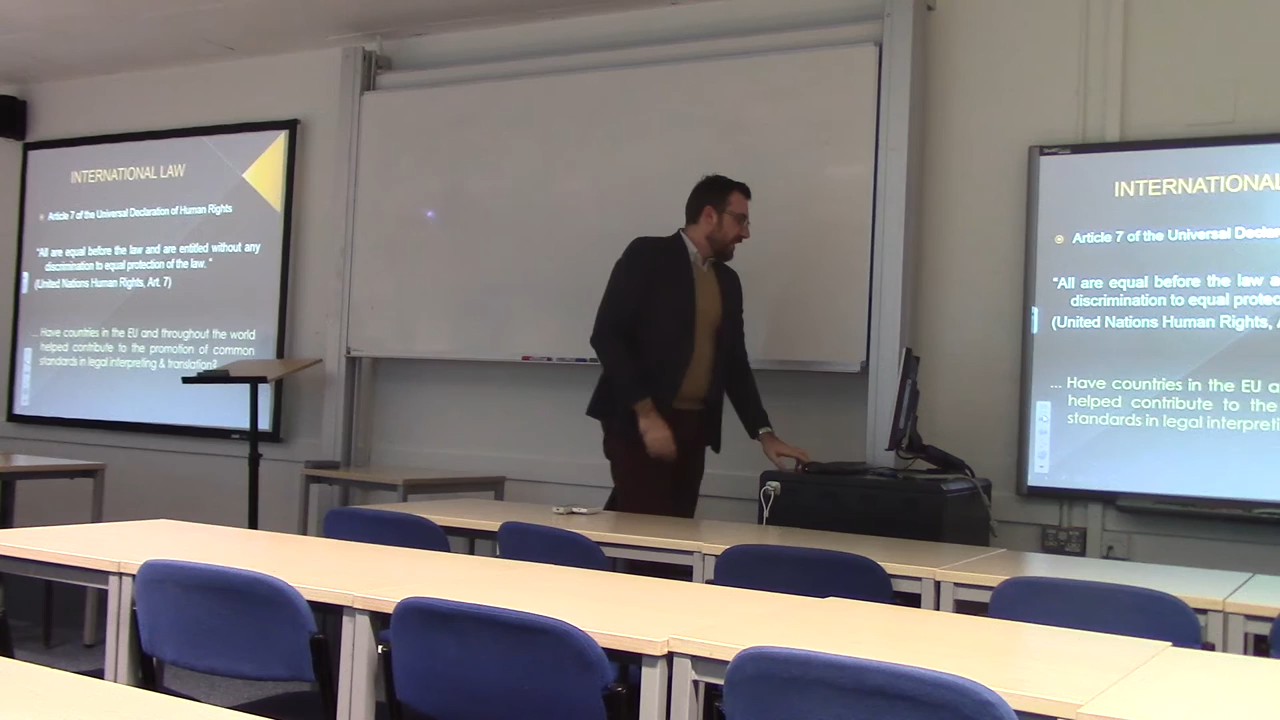 INTERNATIONAL LAW
Article 7 of the Universal Declaration of Human Rights
"All are equal before the law and are entitled without any
discrimination to equal protection of the law. "
(United Nations Human Rights, Art. 7)
... Have countries in the EU and throughout the world
helped contribute to the promotion of common
standards in legal interpreting & translation?
INTERNATIONAL
Article 7 of the Universal Declar
"All are equal before the law a
discrimination to equal protec
(United Nations Human Rights,
... Have countries in the EU a
helped contribute to the
standards in legal interpreti